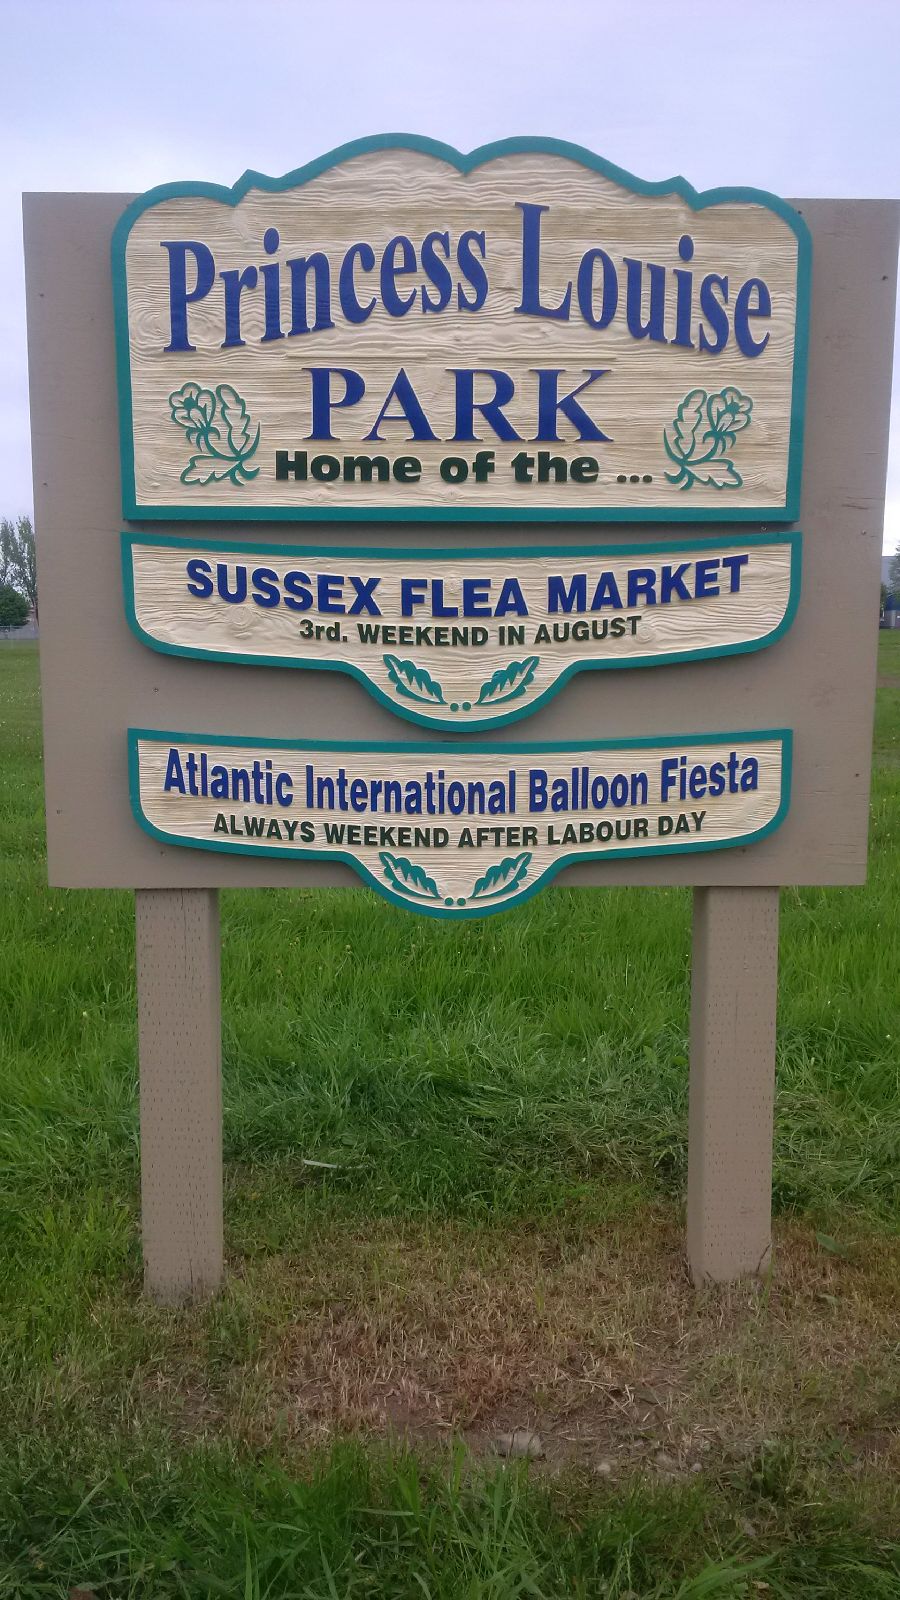 Princess Louise
PARK
Home of the ...
SUSSEX FLEA MARKET
3rd. WEEKEND IN AUGUST
Atlantic International Balloon Fiesta
ALWAYS WEEKEND AFTER LABOUR DAY